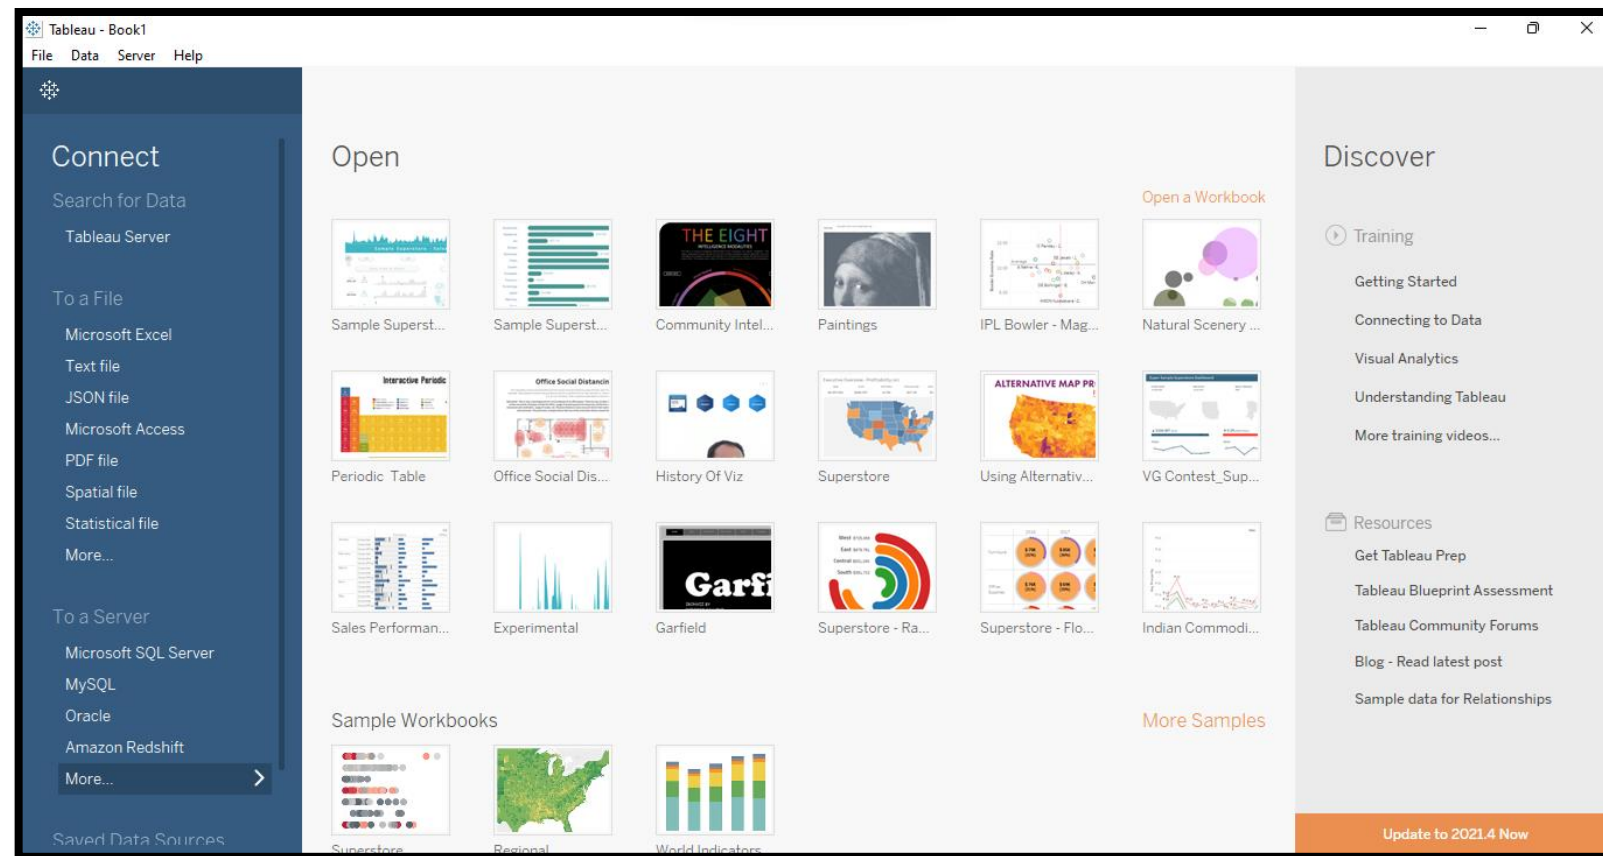 Tableau - Book1
File Data Server Help
Connect
Search for Data
Tableau Server
To a File
Microsoft Excel
Text file
JSON file
Microsoft Access
PDF file
Spatial file
Statistical file
More...
To a Server
Microsoft SQL Server
MySQL
Oracle
Amazon Redshift
More...
Saved Data Sources
Open
Open a Workbook
THE EIGHT
INTELLIGENCE MODALITIES
Sample Superst...
Sample Superst...
Community Intel...
Paintings
IPL Bowler - Mag...
Natural Scenery ...
Interactive Periodic
Office Social Distancin
ALTERNATIVE MAP PR
Periodic Table
Office Social Dis...
History Of Viz
Superstore
Using Alternativ...
VG Contest_Sup...
Garfi
West
East
Central
South
Sales Performan...
Experimental
Garfield
Superstore - Ra...
Superstore - Flo...
Indian Commodi...
Sample Workbooks
More Samples
Superstore
Regional
World Indicators
Discover
Training
Getting Started
Connecting to Data
Visual Analytics
Understanding Tableau
More training videos...
Resources
Get Tableau Prep
Tableau Blueprint Assessment
Tableau Community Forums
Blog - Read latest post
Sample data for Relationships
Update to 2021.4 Now